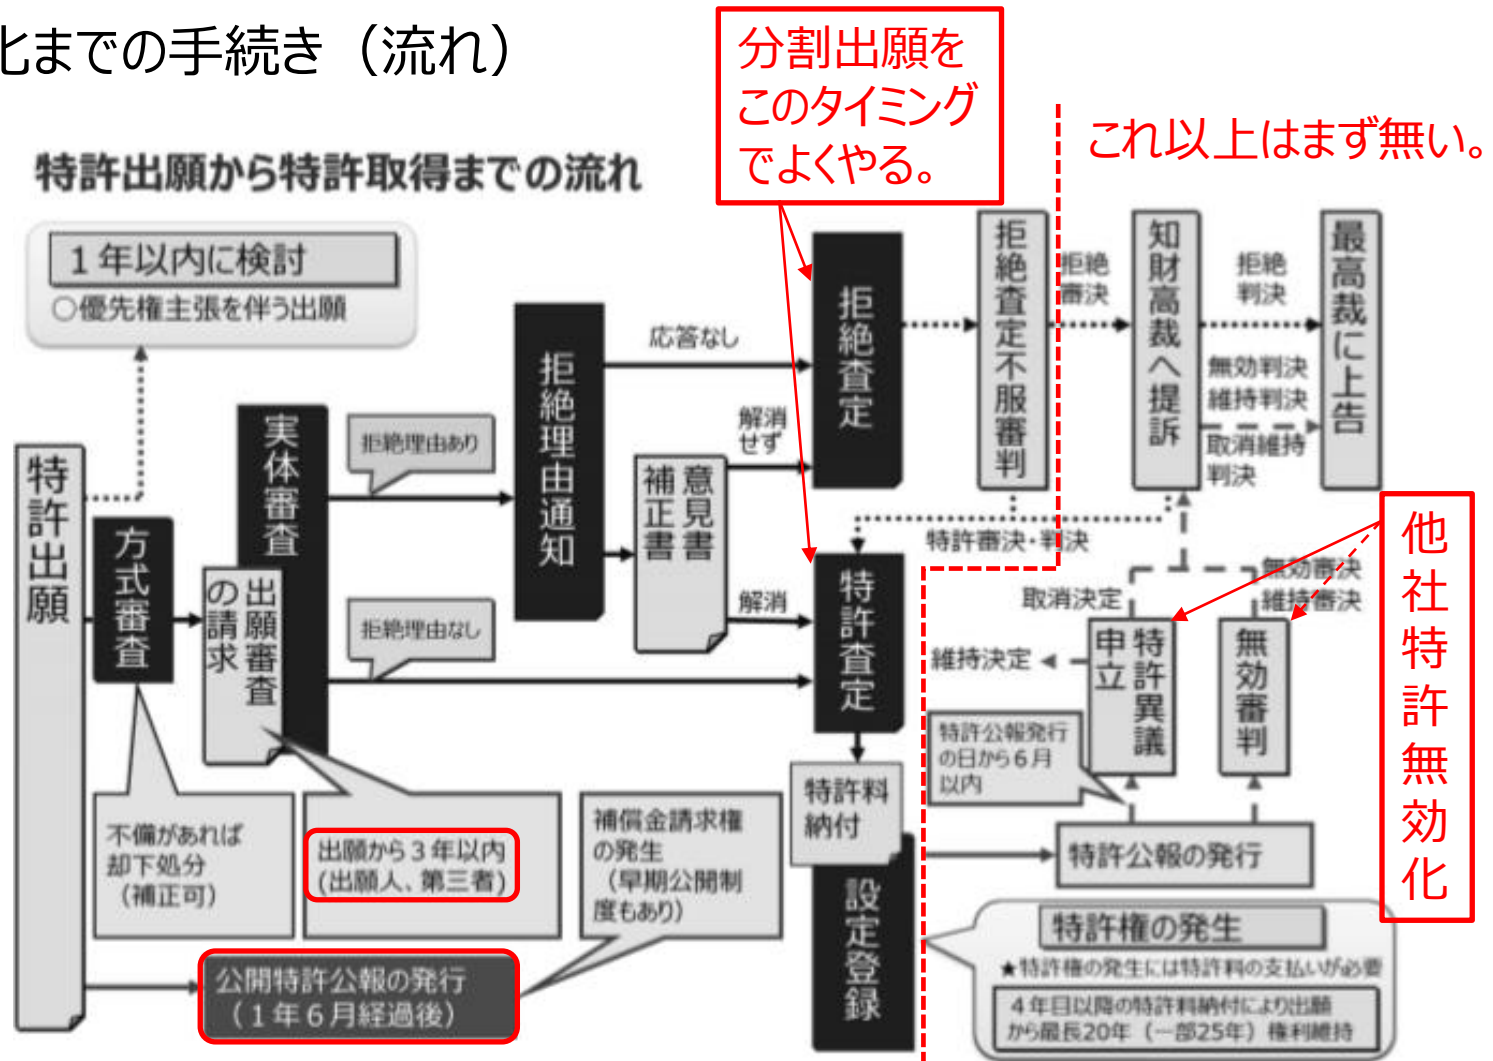 化までの手続き（流れ）
分割出願を
このタイミング
でよくやる。
これ以上はまず無い。
特許出願から特許取得までの流れ
１年以内に検討
○優先権主張を伴う出願
特許出願
方式審査
実体審査
出願審査
の請求
拒絶理由あり
拒絶理由なし
拒絶理由通知
応答なし
意見書
補正書
解消
せず
解消
拒絶査定
特許査定
拒絶査定不服審判
拒絶
審決
知財高裁へ提訴
拒絶
判決
無効判決
維持判決
取消維持
判決
最高裁に上告
特許審決・判決
取消決定
無効審決
維持審決
維持決定
特許異議
申立
無効審判
他社特許無効化
特許公報発行
の日から６月
以内
特許料
納付
特許公報の発行
設定登録
不備があれば
却下処分
（補正可）
出願から３年以内
(出願人、第三者)
補償金請求権
の発生
（早期公開制
度もあり）
公開特許公報の発行
（１年６月経過後）
特許権の発生
★特許権の発生には特許料の支払いが必要
４年目以降の特許料納付により出願
から最長20年（一部25年）権利維持